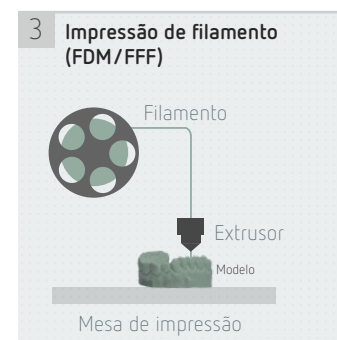 3
Impressão de filamento
(FDM/FFF)
Filamento
Extrusor
Modelo
Mesa de impressão